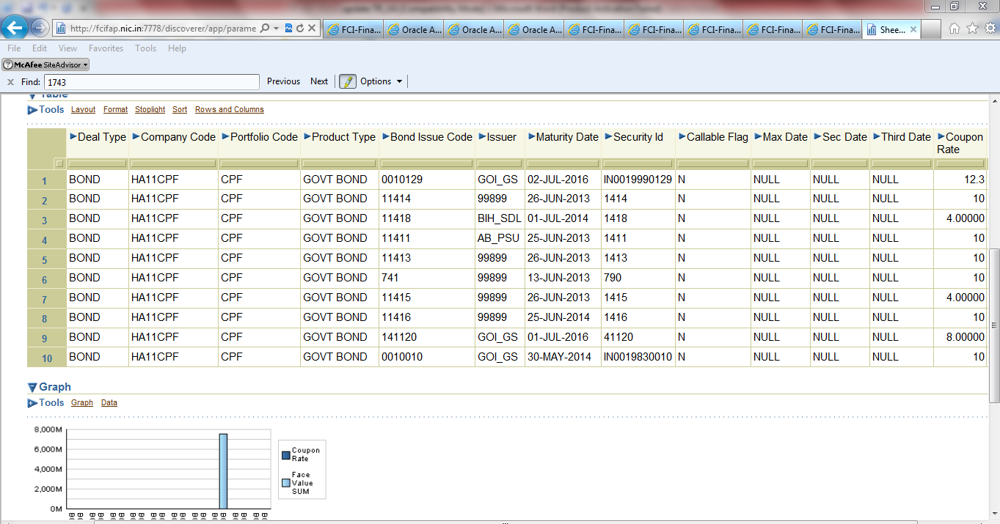 http://fcifap.nic.in:7778/discoverer/app/parame
FCI-Fina... Oracle A... Oracle A... Oracle A... FCI-Fina... FCI-Fina... FCI-Fina... FCI-Fina... FCI-Fina... Shee...
File Edit View Favorites Tools Help
McAfee SiteAdvisor
Find: 1743 Previous Next Options
Table
Tools Layout Format Stoplight Sort Rows and Columns
Deal Type Company Code Portfolio Code Product Type Bond Issue Code Issuer Maturity Date Security Id Callable Flag Max Date Sec Date Third Date Coupon Rate
1 BOND HA11CPF CPF GOVT BOND 0010129 GOI_GS 02-JUL-2016 IN0019990129 N NULL NULL NULL 12.3
2 BOND HA11CPF CPF GOVT BOND 11414 99899 26-JUN-2013 1414 N NULL NULL NULL 10
3 BOND HA11CPF CPF GOVT BOND 11418 BIH_SDL 01-JUL-2014 1418 N NULL NULL NULL 4.00000
4 BOND HA11CPF CPF GOVT BOND 11411 AB_PSU 25-JUN-2013 1411 N NULL NULL NULL 10
5 BOND HA11CPF CPF GOVT BOND 11413 99899 26-JUN-2013 1413 N NULL NULL NULL 10
6 BOND HA11CPF CPF GOVT BOND 741 99899 13-JUN-2013 790 N NULL NULL NULL 10
7 BOND HA11CPF CPF GOVT BOND 11415 99899 26-JUN-2013 1415 N NULL NULL NULL 4.00000
8 BOND HA11CPF CPF GOVT BOND 11416 99899 25-JUN-2014 1416 N NULL NULL NULL 10
9 BOND HA11CPF CPF GOVT BOND 141120 GOI_GS 01-JUL-2016 41120 N NULL NULL NULL 8.00000
10 BOND HA11CPF CPF GOVT BOND 0010010 GOI_GS 30-MAY-2014 IN0019830010 N NULL NULL NULL 10
Graph
Tools Graph Data
8,000M
6,000M
4,000M
2,000M
0M
Coupon
Rate
Face
Value
SUM